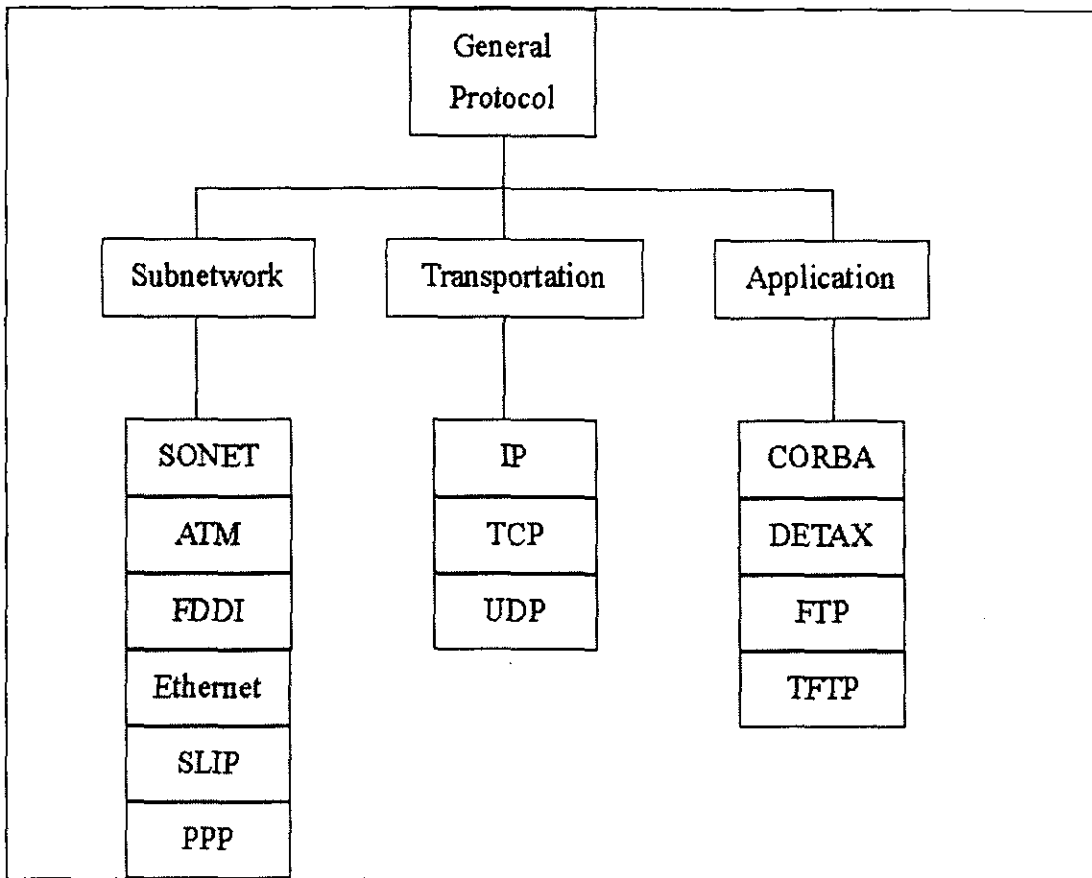 General
Protocol
Subnetwork
Transportation
Application
SONET
ATM
FDDI
Ethernet
SLIP
PPP
IP
TCP
UDP
CORBA
DETAX
FTP
TFTP